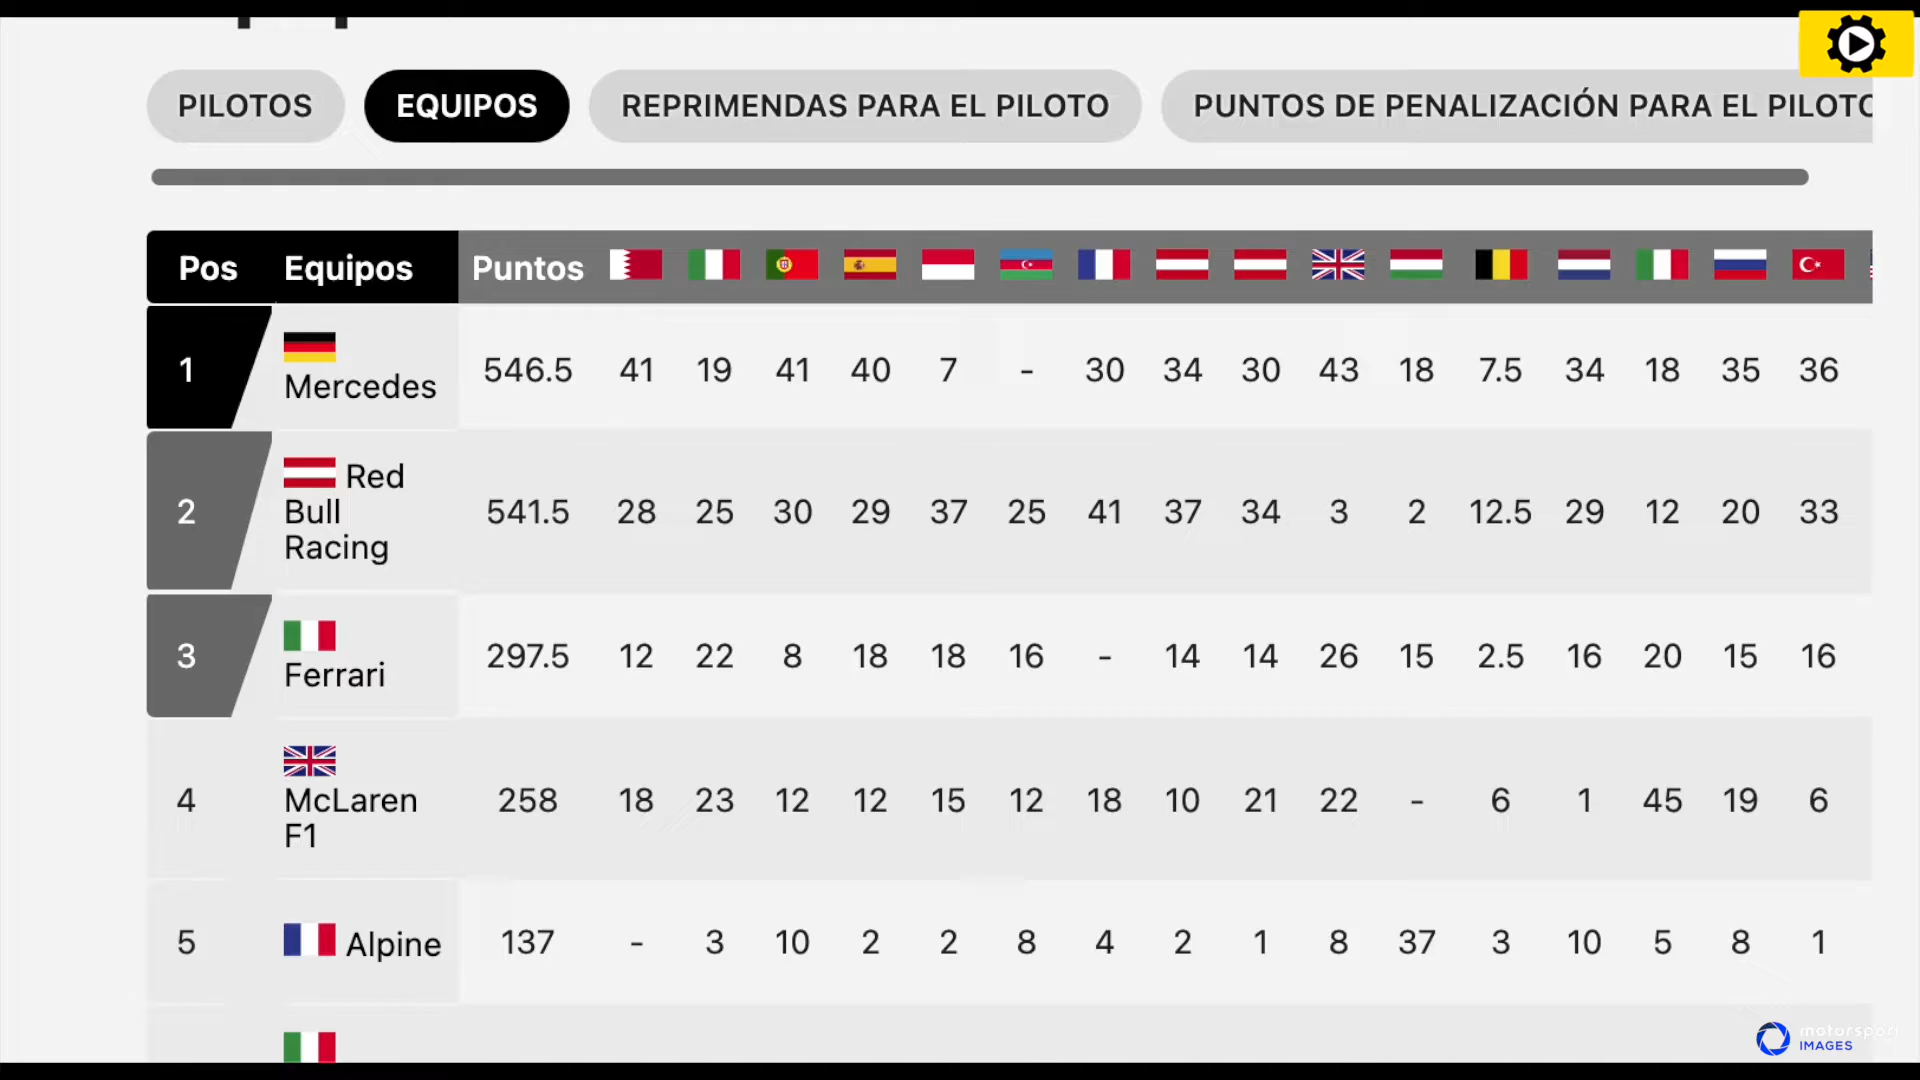 PILOTOS EQUIPOS REPRIMENDAS PARA EL PILOTO PUNTOS DE PENALIZACIÓN PARA EL PILOTO
Pos Equipos Puntos
1 Mercedes 546.5 41 19 41 40 7 - 30 34 30 43 18 7.5 34 18 35 36
2 Red
Bull
Racing 541.5 28 25 30 29 37 25 41 37 34 3 2 12.5 29 12 20 33
3 Ferrari 297.5 12 22 8 18 18 16 - 14 14 26 15 2.5 16 20 15 16
4 McLaren
F1 258 18 23 12 12 15 12 18 10 21 22 - 6 1 45 19 6
5 Alpine 137 - 3 10 2 2 8 4 2 1 8 37 3 10 5 8 1
motorsport
IMAGES